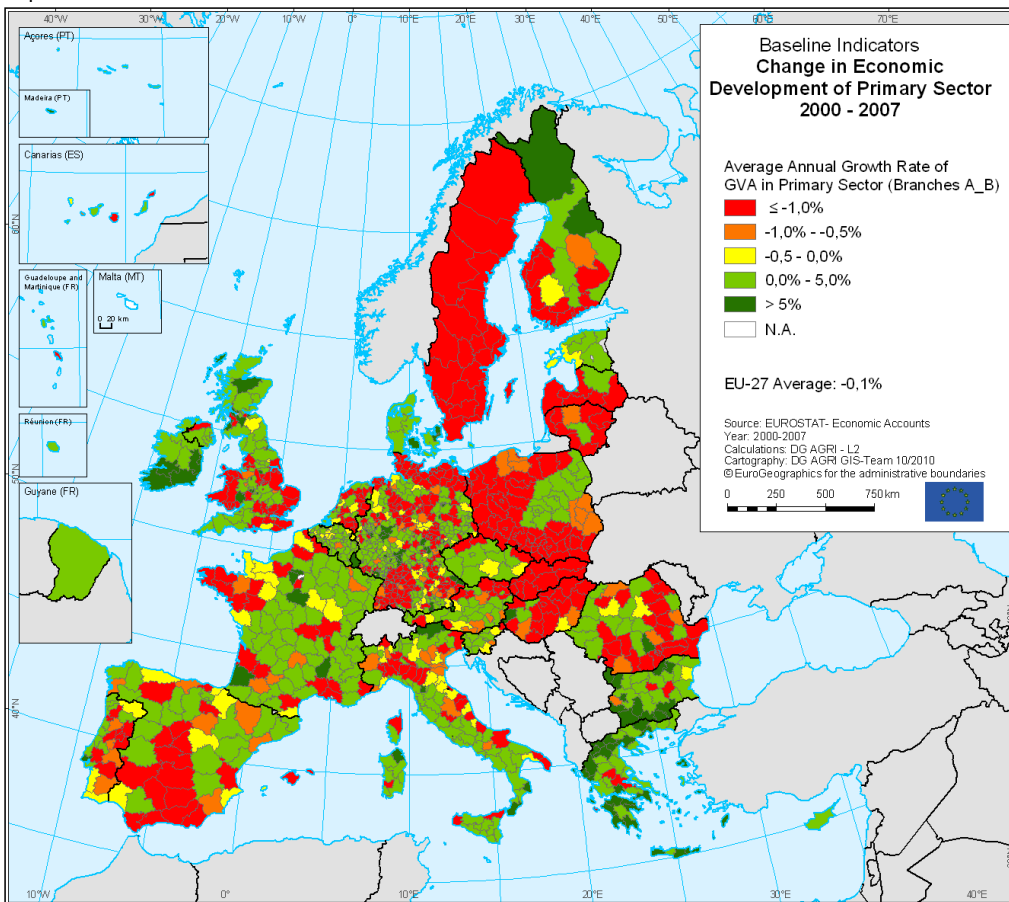 40°W
30°W
20°W
10°W
0°
10°E
20°E
30°E
40°E
50°E
60°E
70°E
Açores (PT)
Madeira (PT)
Canarias (ES)
Guadeloupe and
Martinique (FR)
Malta (MT)
0 20 km
Réunion (FR)
Guyane (FR)
Baseline Indicators
Change in Economic
Development of Primary Sector
2000 - 2007
Average Annual Growth Rate of
GVA in Primary Sector (Branches A_B)
≤ -1,0%
-1,0% - -0,5%
-0,5 - 0,0%
0,0% - 5,0%
> 5%
N.A.
EU-27 Average: -0,1%
Source: EUROSTAT- Economic Accounts
Year: 2000-2007
Calculations: DG AGRI - L2
Cartography: DG AGRI GIS-Team 10/2010
© EuroGeographics for the administrative boundaries
0 250 500 750 km
60°N
50°N
40°N
10°W
0°
10°E
20°E
30°E
40°E